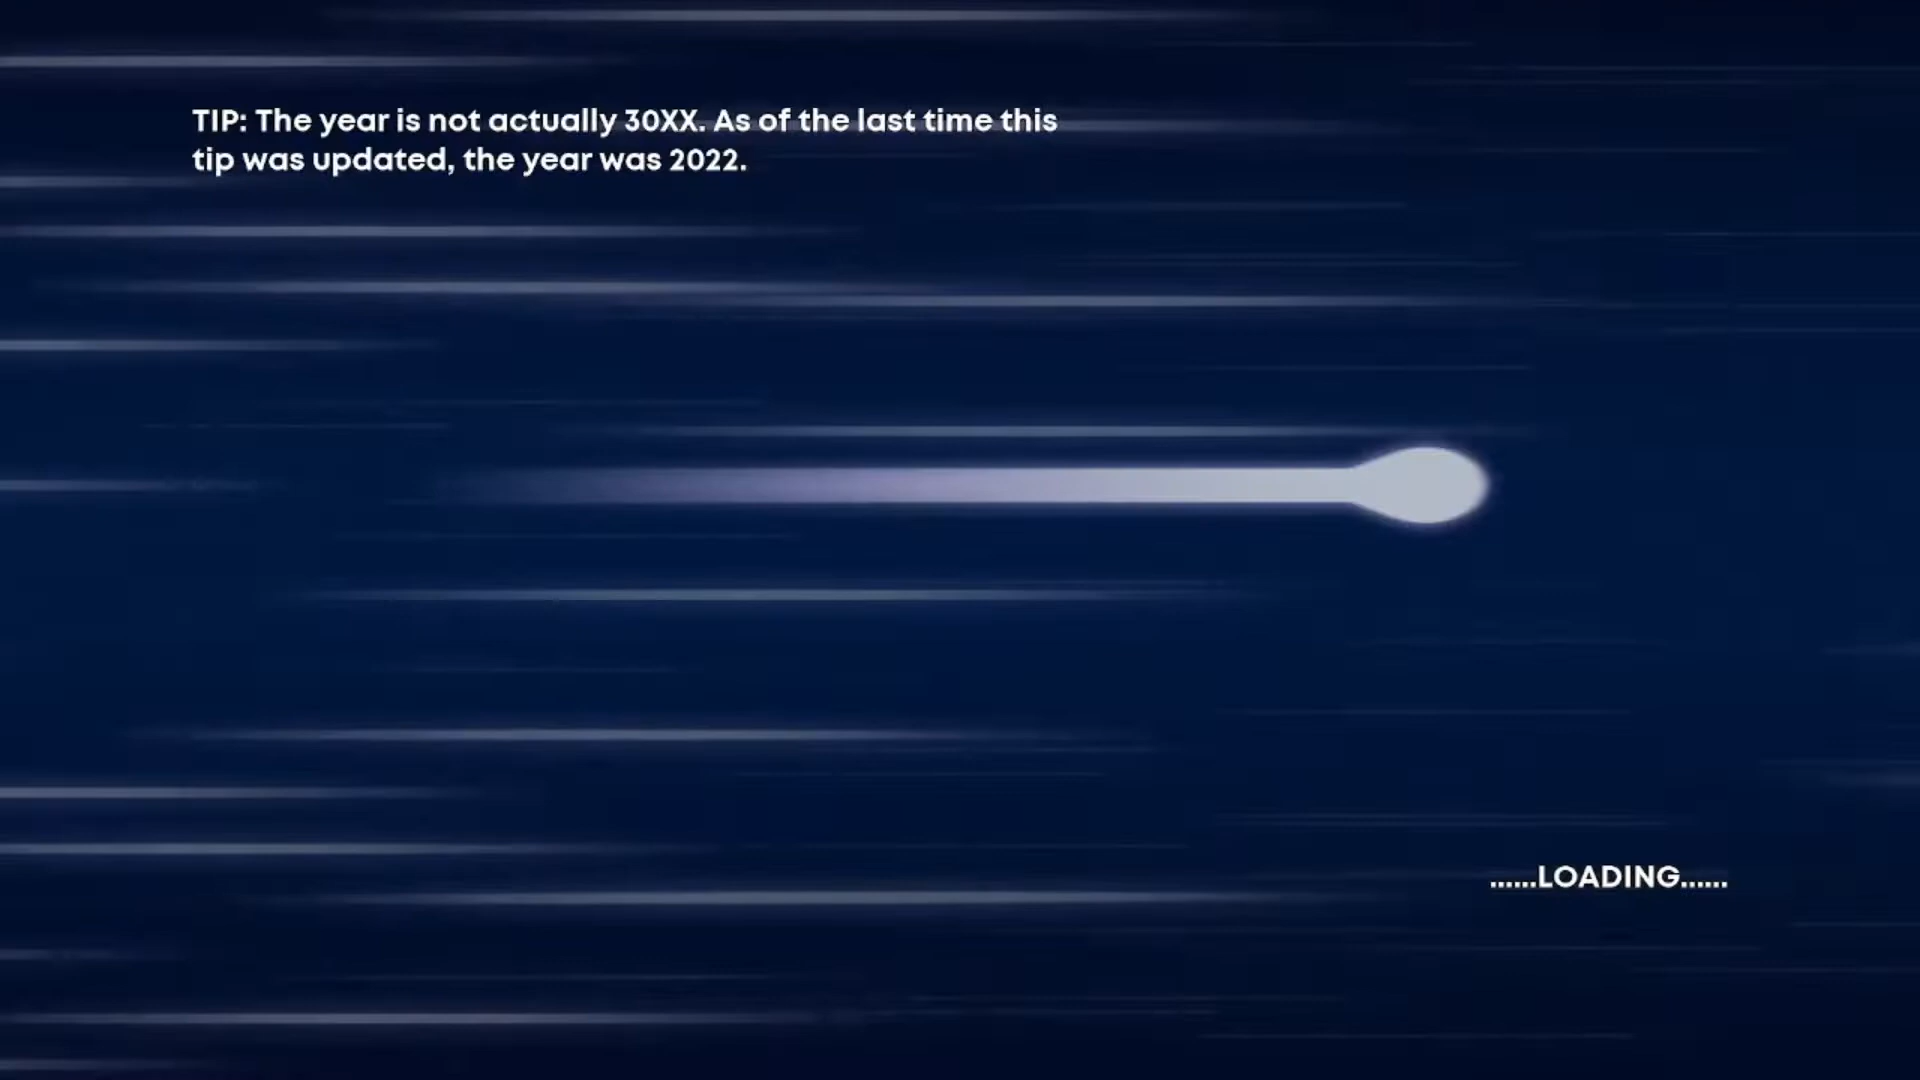 TIP: The year is not actually 30XX. As of the last time this
tip was updated, the year was 2022.
......LOADING......